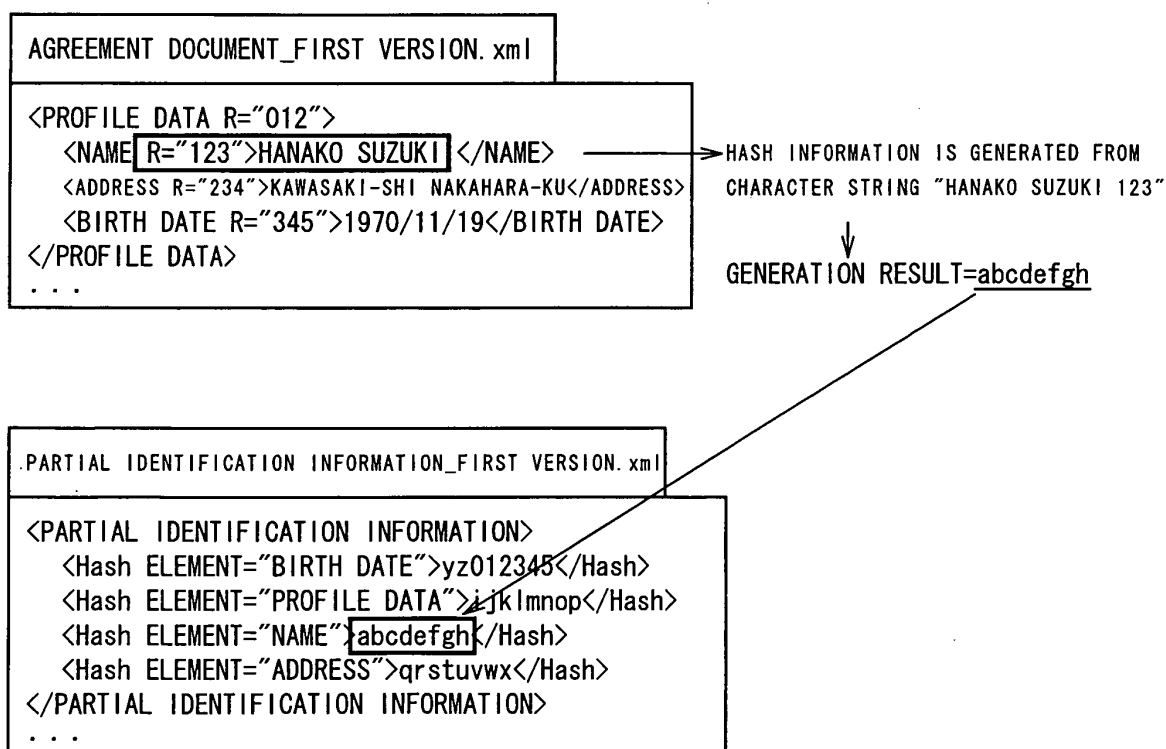 AGREEMENT DOCUMENT_FIRST VERSION.xml
<PROFILE DATA R="012">
<NAME R="123">HANAKO SUZUKI </NAME>
<ADDRESS R="234">KAWASAKI-SHI NAKAHARA-KU</ADDRESS>
<BIRTH DATE R="345">1970/11/19</BIRTH DATE>
</PROFILE DATA>
...
HASH INFORMATION IS GENERATED FROM
CHARACTER STRING "HANAKO SUZUKI 123"
GENERATION RESULT=abcdefgh
PARTIAL IDENTIFICATION INFORMATION_FIRST VERSION.xml
<PARTIAL IDENTIFICATION INFORMATION>
<Hash ELEMENT="BIRTH DATE">yz012345</Hash>
<Hash ELEMENT="PROFILE DATA">ijklmnop</Hash>
<Hash ELEMENT="NAME">abcdefgh</Hash>
<Hash ELEMENT="ADDRESS">qrstuvwx</Hash>
</PARTIAL IDENTIFICATION INFORMATION>
...